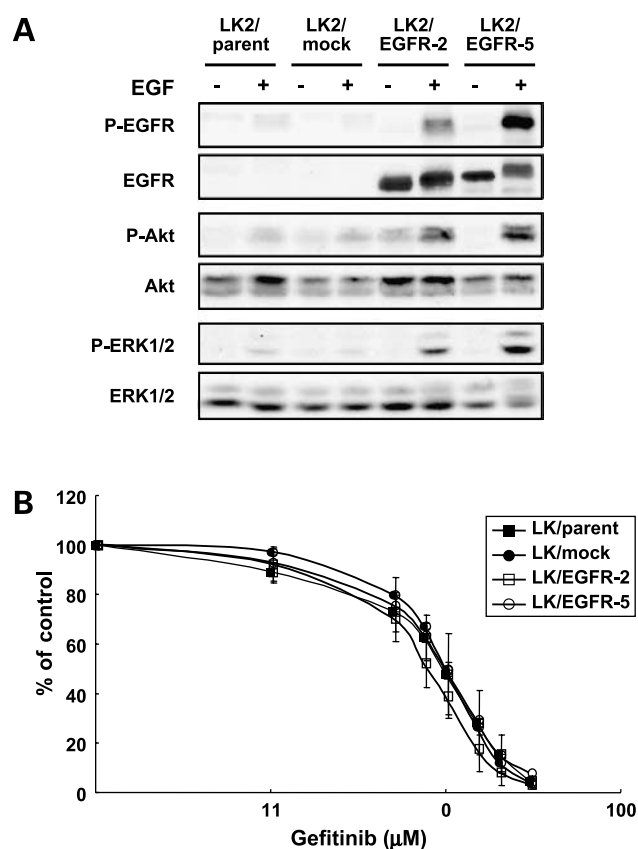 A
LK2/ parent
LK2/ mock
LK2/ EGFR-2
LK2/ EGFR-5
EGF - + - + - + - +
P-EGFR
EGFR
P-Akt
Akt
P-ERK1/2
ERK1/2
B
120
100
80
60
40
20
0
% of control
11 0 100
Gefitinib (μM)
LK/parent
LK/mock
LK/EGFR-2
LK/EGFR-5